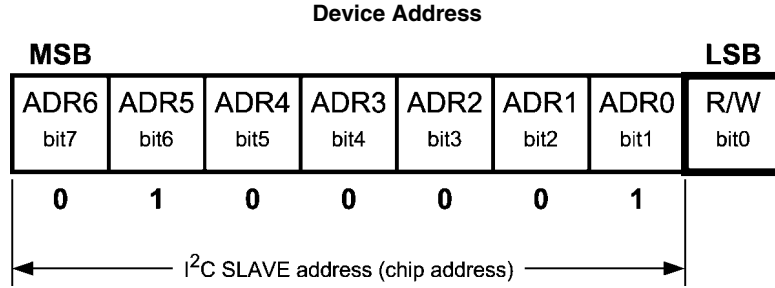 Device Address
MSB LSB
ADR6 ADR5 ADR4 ADR3 ADR2 ADR1 ADR0 R/W
bit7 bit6 bit5 bit4 bit3 bit2 bit1 bit0
0 1 0 0 0 0 1
I²C SLAVE address (chip address)